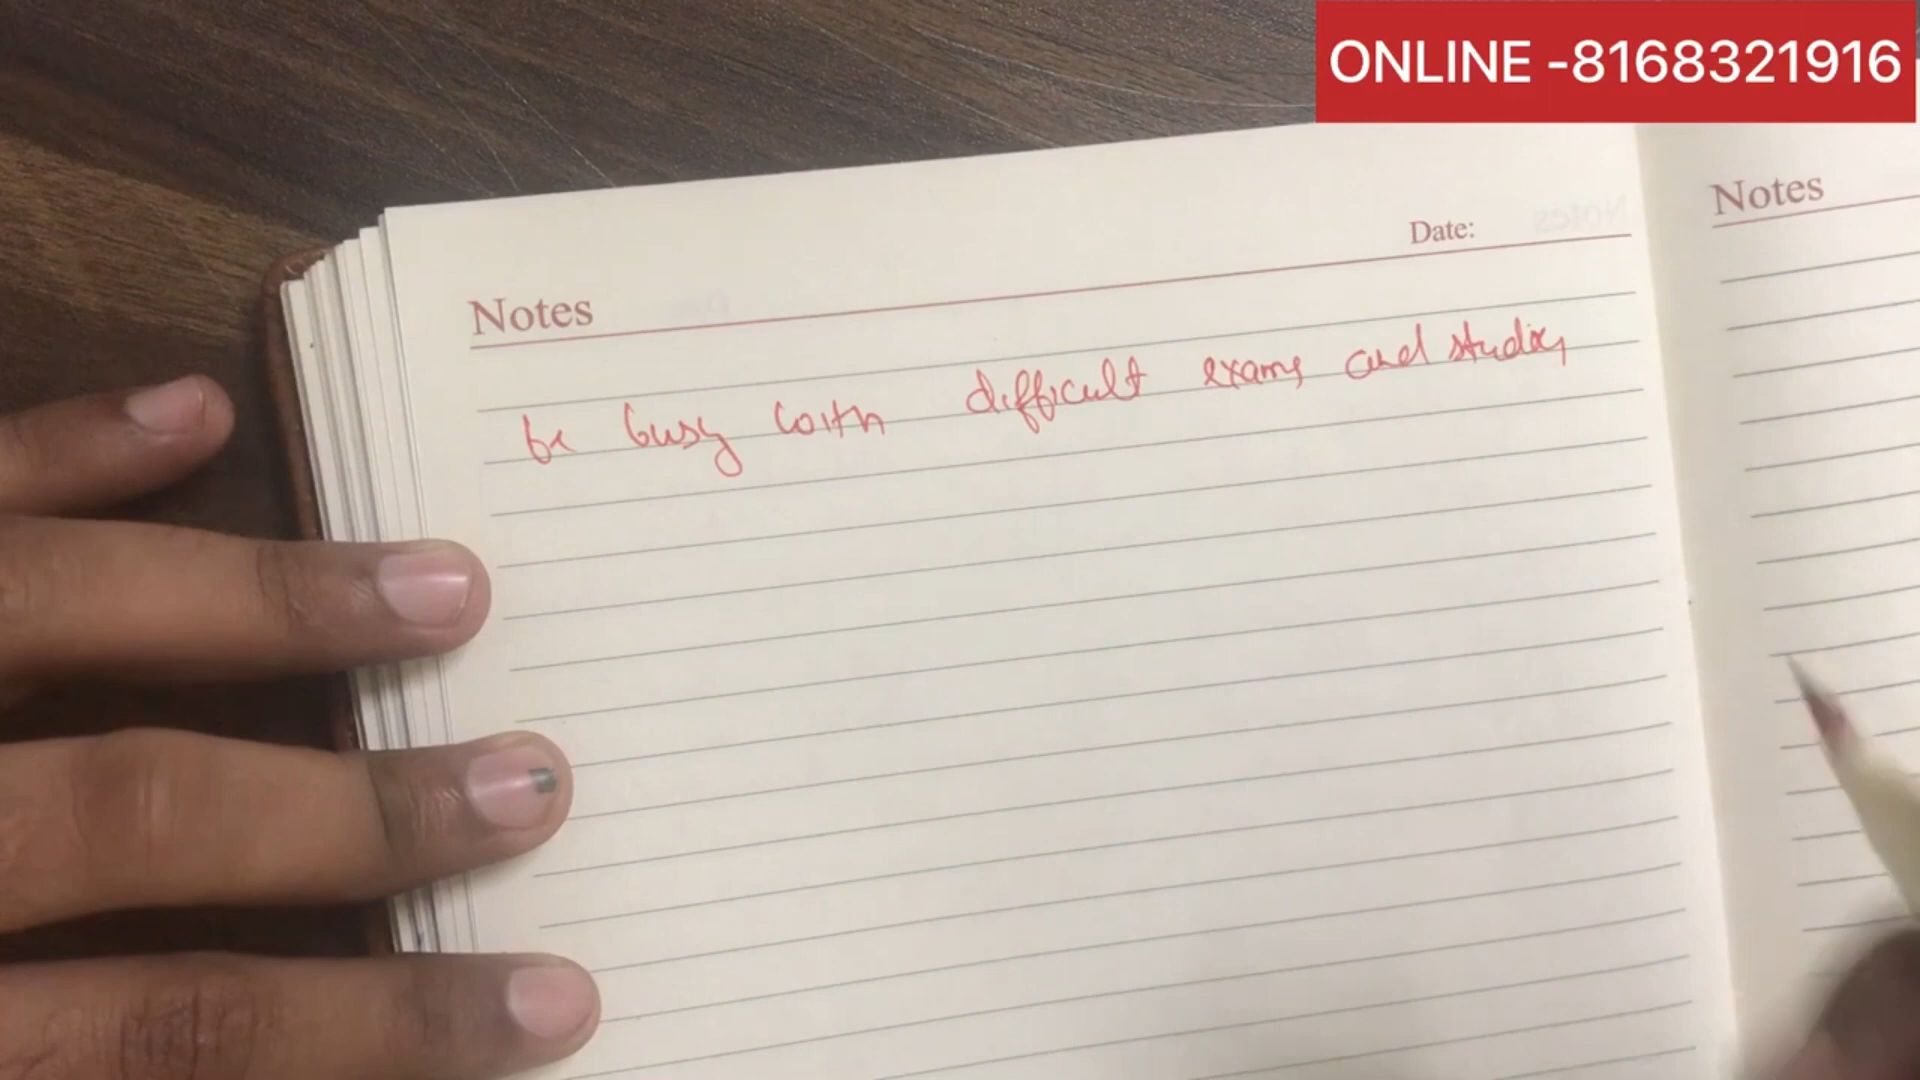 ONLINE -8168321916
Notes
Date:
Notes
be busy with difficult exams and studies